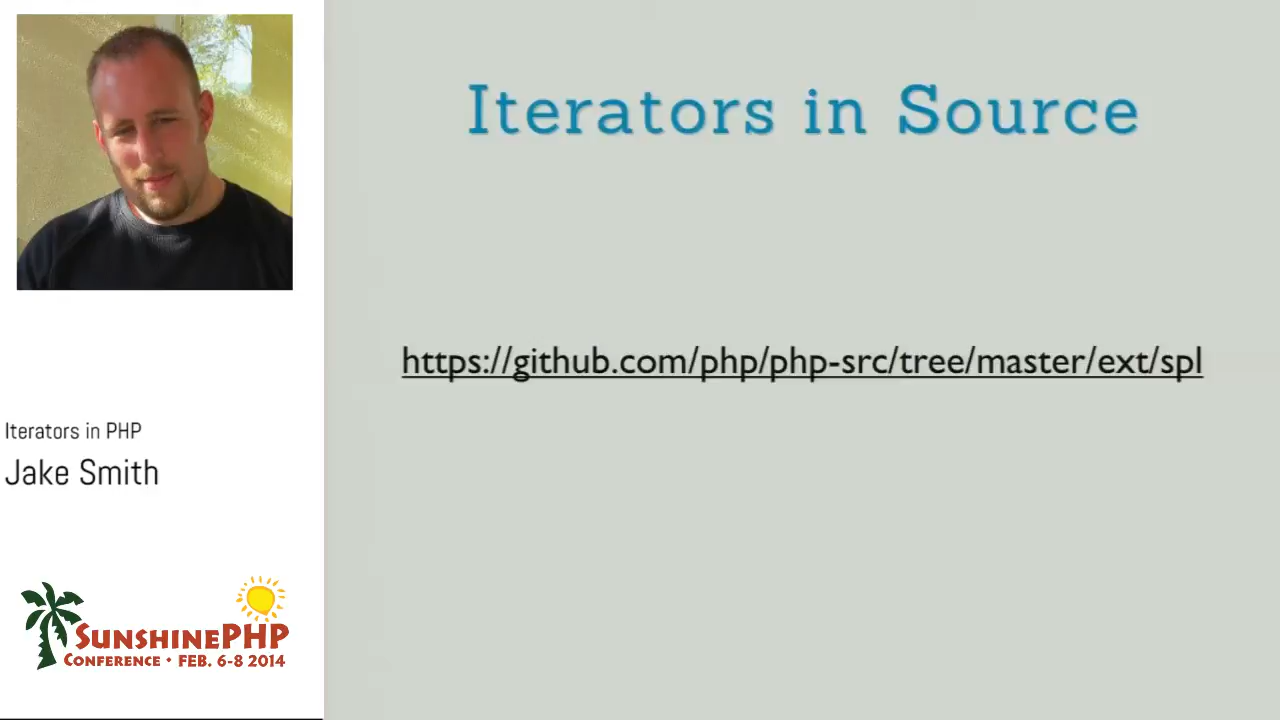 Iterators in Source
https://github.com/php/php-src/tree/master/ext/spl
Iterators in PHP
Jake Smith
SunshinePHP
Conference • Feb. 6-8 2014